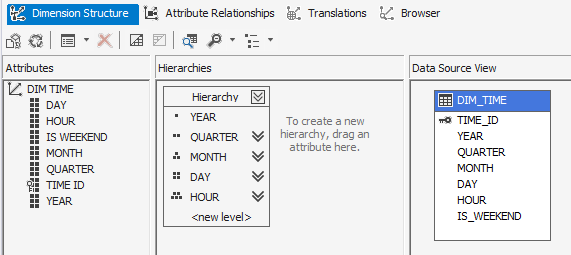 Dimension Structure Attribute Relationships Translations Browser
Attributes
DIM TIME
DAY
HOUR
IS WEEKEND
MONTH
QUARTER
TIME ID
YEAR
Hierarchies
Hierarchy
YEAR
QUARTER
MONTH
DAY
HOUR
<new level>
To create a new
hierarchy, drag an
attribute here.
Data Source View
DIM_TIME
TIME_ID
YEAR
QUARTER
MONTH
DAY
HOUR
IS_WEEKEND